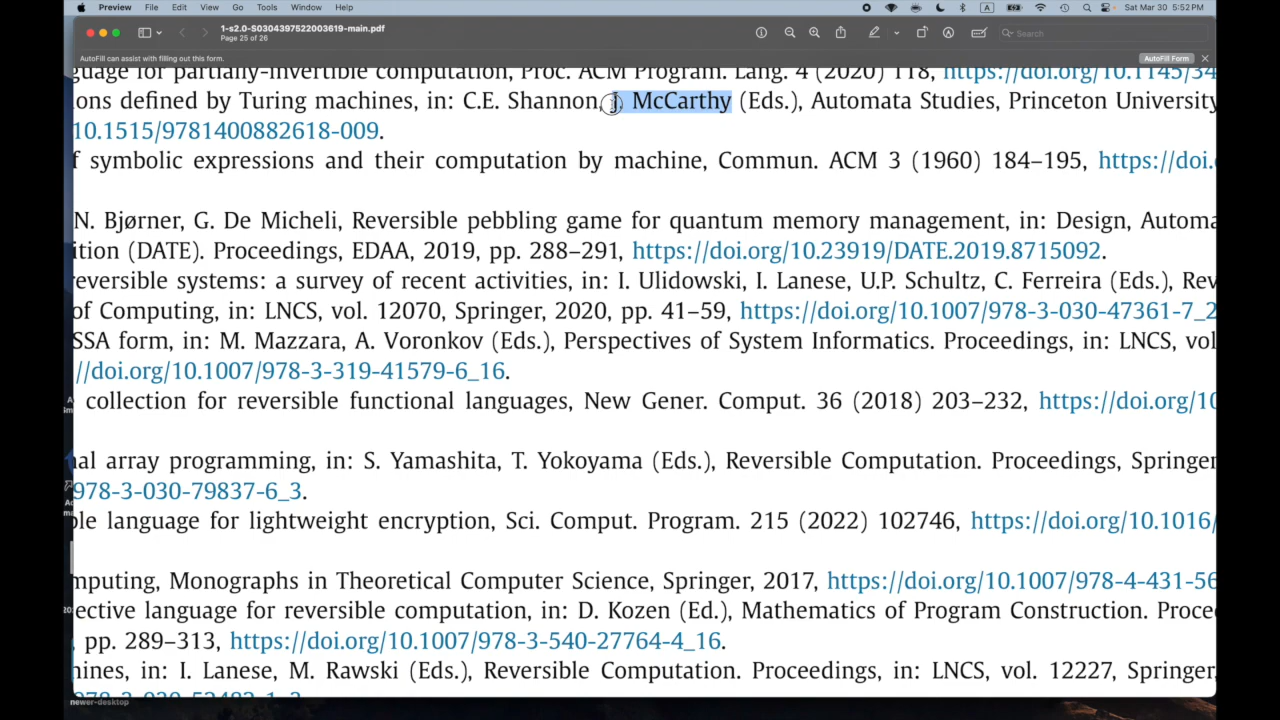 Preview File Edit View Go Tools Window Help A Sat Mar 30 5:52 PM
1-s2.0-S0304397522003619-main.pdf
Page 25 of 26
Search
AutoFill can assist with filling out this form. AutoFill Form
guage for partially-invertible computation, Proc. ACM Program. Lang. 4 (2020) 118, https://doi.org/10.1145/34
ons defined by Turing machines, in: C.E. Shannon, J. McCarthy (Eds.), Automata Studies, Princeton University
10.1515/9781400882618-009.
f symbolic expressions and their computation by machine, Commun. ACM 3 (1960) 184–195, https://doi.
N. Bjørner, G. De Micheli, Reversible pebbling game for quantum memory management, in: Design, Automa
ition (DATE). Proceedings, EDAA, 2019, pp. 288–291, https://doi.org/10.23919/DATE.2019.8715092.
reversible systems: a survey of recent activities, in: I. Ulidowski, I. Lanese, U.P. Schultz, C. Ferreira (Eds.), Rev
of Computing, in: LNCS, vol. 12070, Springer, 2020, pp. 41–59, https://doi.org/10.1007/978-3-030-47361-7_2
SSA form, in: M. Mazzara, A. Voronkov (Eds.), Perspectives of System Informatics. Proceedings, in: LNCS, vol
//doi.org/10.1007/978-3-319-41579-6_16.
collection for reversible functional languages, New Gener. Comput. 36 (2018) 203–232, https://doi.org/10
nal array programming, in: S. Yamashita, T. Yokoyama (Eds.), Reversible Computation. Proceedings, Springer
978-3-030-79837-6_3.
ble language for lightweight encryption, Sci. Comput. Program. 215 (2022) 102746, https://doi.org/10.1016/
mputing, Monographs in Theoretical Computer Science, Springer, 2017, https://doi.org/10.1007/978-4-431-56
ective language for reversible computation, in: D. Kozen (Ed.), Mathematics of Program Construction. Proce
pp. 289–313, https://doi.org/10.1007/978-3-540-27764-4_16.
hines, in: I. Lanese, M. Rawski (Eds.), Reversible Computation. Proceedings, in: LNCS, vol. 12227, Springer,
978-3-030-52482-1_3
newer-desktop